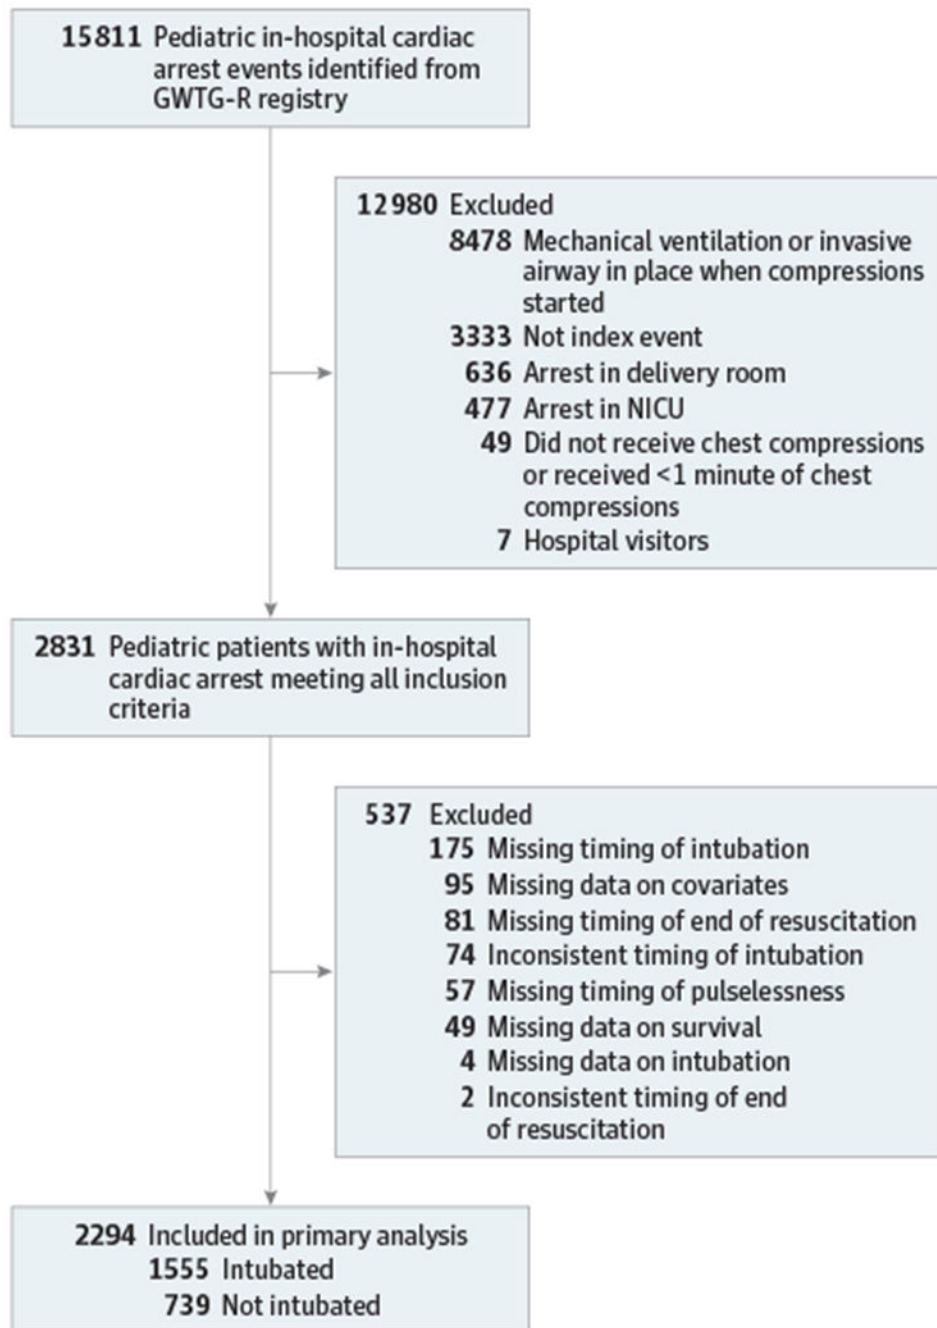 15811 Pediatric in-hospital cardiac
arrest events identified from
GWTG-R registry
12980 Excluded
8478 Mechanical ventilation or invasive
airway in place when compressions
started
3333 Not index event
636 Arrest in delivery room
477 Arrest in NICU
49 Did not receive chest compressions
or received <1 minute of chest
compressions
7 Hospital visitors
2831 Pediatric patients with in-hospital
cardiac arrest meeting all inclusion
criteria
537 Excluded
175 Missing timing of intubation
95 Missing data on covariates
81 Missing timing of end of resuscitation
74 Inconsistent timing of intubation
57 Missing timing of pulselessness
49 Missing data on survival
4 Missing data on intubation
2 Inconsistent timing of end
of resuscitation
2294 Included in primary analysis
1555 Intubated
739 Not intubated